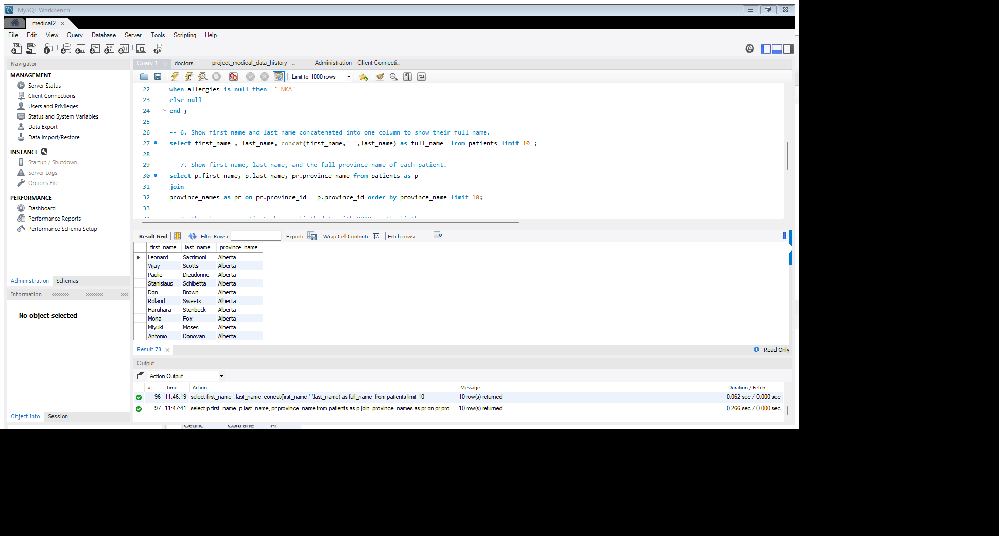 MySQL Workbench
medical2
File Edit View Query Database Server Tools Scripting Help
Navigator
MANAGEMENT
Server Status
Client Connections
Users and Privileges
Status and System Variables
Data Export
Data Import/Restore
INSTANCE
Startup / Shutdown
Server Logs
Options File
PERFORMANCE
Dashboard
Performance Reports
Performance Schema Setup
Administration Schemas
Information
No object selected
Object Info Session
Query 1 doctors project_medical_data_history -... Administration - Client Connecti...
Limit to 1000 rows
22 when allergies is null then ' NKA'
23 else null
24 end ;
25
26 -- 6. Show first name and last name concatenated into one column to show their full name.
27 select first_name , last_name, concat(first_name,' ',last_name) as full_name  from patients limit 10 ;
28
29 -- 7. Show first name, last name, and the full province name of each patient.
30 select p.first_name, p.last_name, pr.province_name from patients as p
31 join
32 province_names as pr on pr.province_id = p.province_id order by province_name limit 10;
33
Result Grid Filter Rows: Export: Wrap Cell Content: Fetch rows:
first_name last_name province_name
Leonard Sacrimoni Alberta
Vijay Scotts Alberta
Paulie Dieudonne Alberta
Stanislaus Schibetta Alberta
Don Brown Alberta
Roland Sweets Alberta
Haruhara Stenbeck Alberta
Mona Fox Alberta
Miyuki Moses Alberta
Antonio Donovan Alberta
Result 78 Read Only
Output
Action Output
# Time Action Message Duration / Fetch
96 11:46:19 select first_name , last_name, concat(first_name,' ',last_name) as full_name  from patients limit 10 10 row(s) returned 0.062 sec / 0.000 sec
97 11:47:41 select p.first_name, p.last_name, pr.province_name from patients as p join  province_names as pr on pr.pro... 10 row(s) returned 0.266 sec / 0.000 sec
Cedric Coltrane M